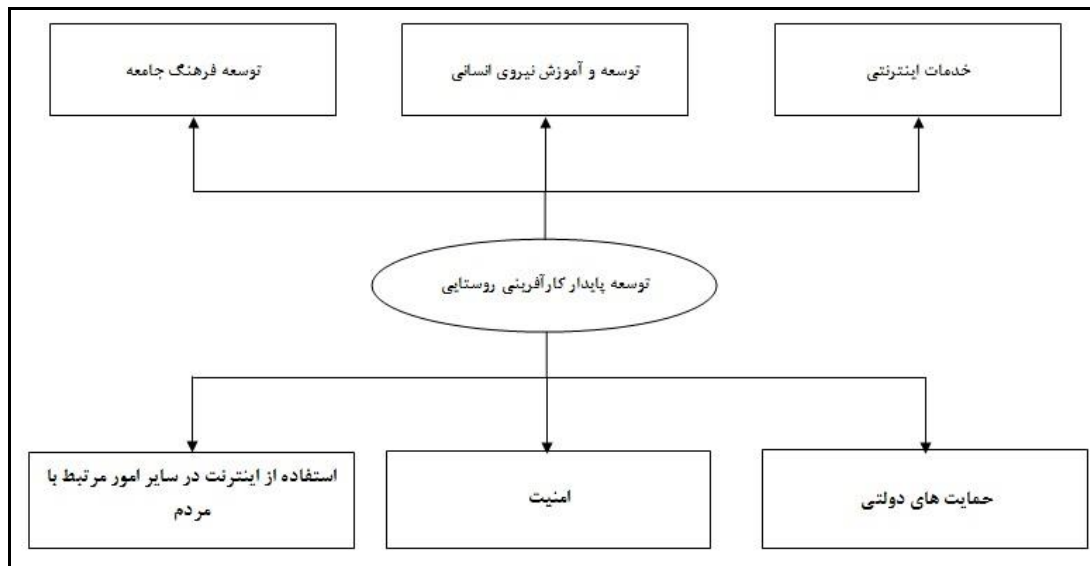 خدمات اینترنتی
توسعه و آموزش نیروی انسانی
توسعه فرهنگ جامعه
توسعه پایدار کارآفرینی روستایی
حمایت های دولتی
امنیت
استفاده از اینترنت در سایر امور مرتبط با
مردم